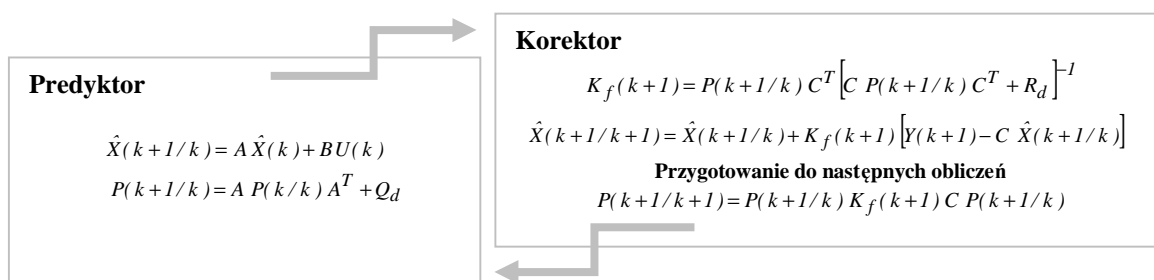 Predyktor
X̂(k+1/k)=AX̂(k)+BU(k)
P(k+1/k)=A P(k/k)A^T+Q_d
Korektor
K_f(k+1)=P(k+1/k)C^T[C P(k+1/k)C^T+R_d]^-1
X̂(k+1/k+1)=X̂(k+1/k)+K_f(k+1)[Y(k+1)-C X̂(k+1/k)]
Przygotowanie do następnych obliczeń
P(k+1/k+1)=P(k+1/k)K_f(k+1)C P(k+1/k)